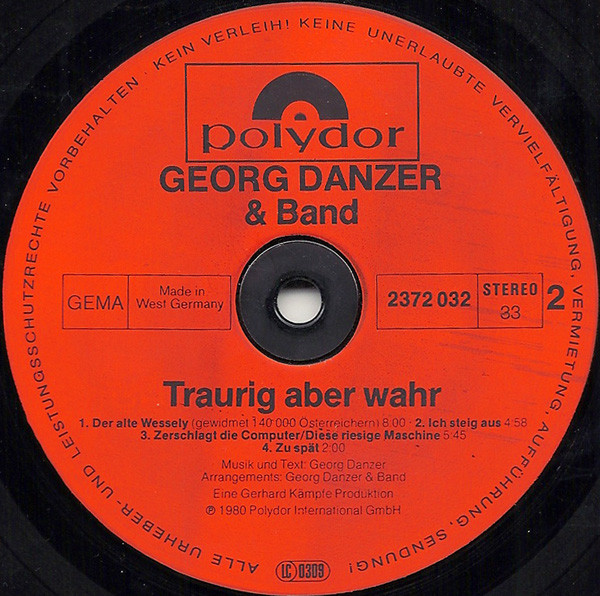 ALLE URHEBER- UND LEISTUNGSSCHUTZRECHTE VORBEHALTEN · KEIN VERLEIH! KEINE UNERLAUBTE VERVIELFÄLTIGUNG, VERMIETUNG, AUFFÜHRUNG, SENDUNG!
polydor
GEORG DANZER
& Band
GEMA
Made in
West Germany
2372 032
STEREO
33
2
Traurig aber wahr
1. Der alte Wessely (gewidmet 140 000 Österreichern) 8:00 · 2. Ich steig aus 4:58
3. Zerschlagt die Computer/Diese riesige Maschine 5:45
4. Zu spät 2:00
Musik und Text: Georg Danzer
Arrangements: Georg Danzer & Band
Eine Gerhard Kämpfe Produktion
℗ 1980 Polydor International GmbH
LC 0309